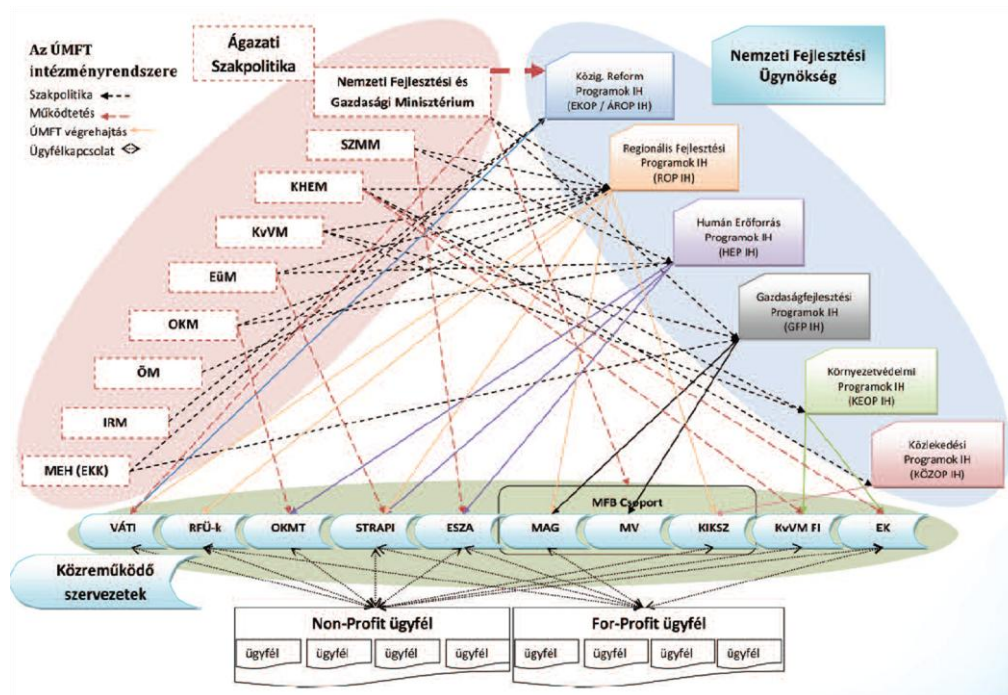 Az ÚMFT
intézményrendszere
Szakpolitika
Működtetés
ÚMFT végrehajtás
Ügyfélkapcsolat
Ágazati
Szakpolitika
Nemzeti Fejlesztési és
Gazdasági Minisztérium
SZMM
KHEM
KvVM
EüM
OKM
ÖM
IRM
MEH (EKK)
Közig. Reform
Programok IH
(EKOP / ÁROP IH)
Nemzeti Fejlesztési
Ügynökség
Regionális Fejlesztési
Programok IH
(ROP IH)
Humán Erőforrás
Programok IH
(HEP IH)
Gazdaságfejlesztési
Programok IH
(GFP IH)
Környezetvédelmi
Programok IH
(KEOP IH)
Közlekedési
Programok IH
(KÖZOP IH)
MFB Csoport
VÁTI
RFÜ-k
OKMT
STRAPI
ESZA
MAG
MV
KIKSZ
KvVM FI
EK
Közreműködő
szervezetek
Non-Profit ügyfél
ügyfél
ügyfél
ügyfél
ügyfél
For-Profit ügyfél
ügyfél
ügyfél
ügyfél
ügyfél